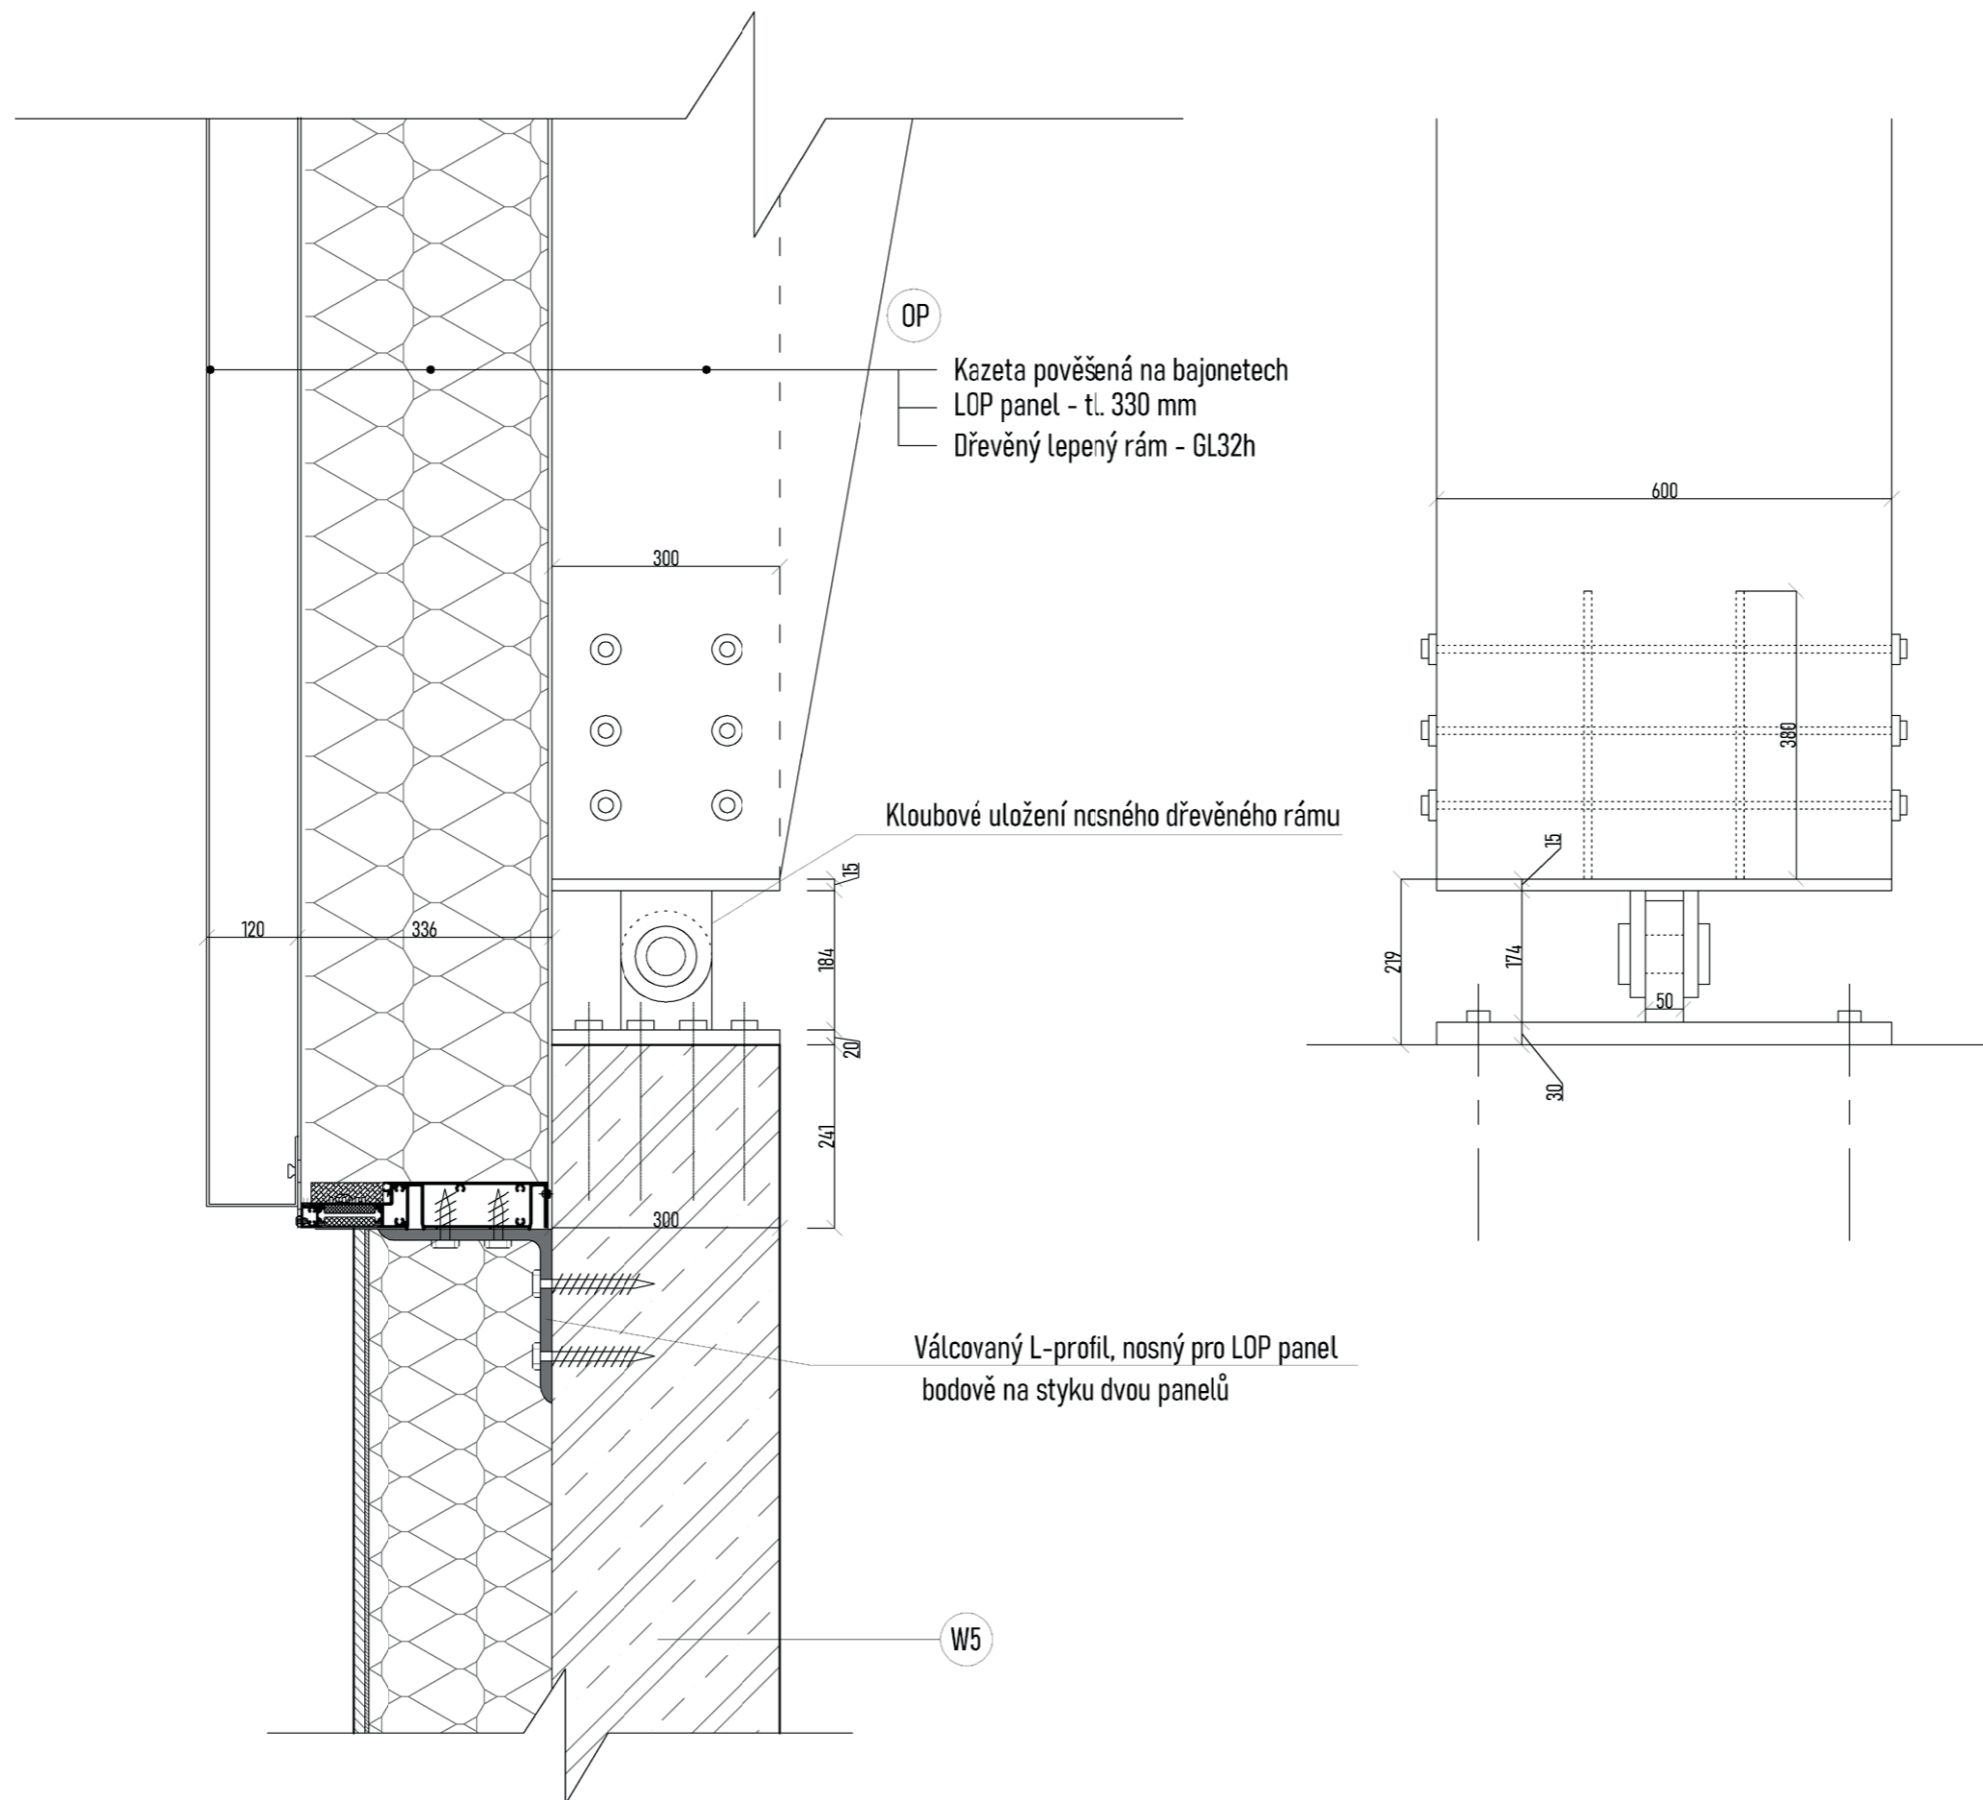 OP
Kazeta pověšená na bajonetech
LOP panel - tl. 330 mm
Dřevěný lepený rám - GL32h
600
300
380
Kloubové uložení nosného dřevěného rámu
15
15
120
336
184
219
174
50
20
30
241
300
Válcovaný L-profil, nosný pro LOP panel
bodově na styku dvou panelů
W5